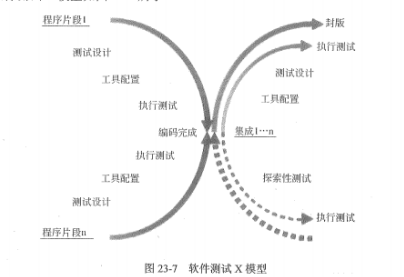 程序片段1
测试设计
工具配置
执行测试
编码完成
执行测试
工具配置
测试设计
程序片段n
封版
执行测试
测试设计
工具配置
集成1…n
探索性测试
执行测试
图 23-7 软件测试 X 模型